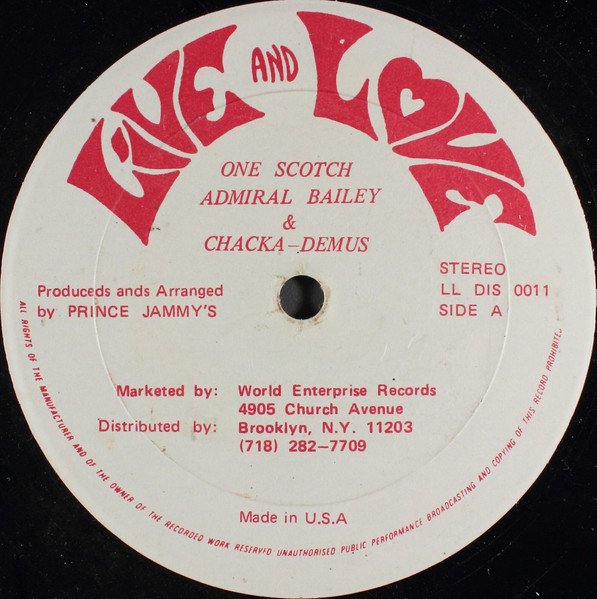 LIVE AND LOVE
ONE SCOTCH
ADMIRAL BAILEY
&
CHACKA-DEMUS
STEREO
LL DIS 0011
SIDE A
Produceds ands Arranged
by PRINCE JAMMY'S
Marketed by: World Enterprise Records
4905 Church Avenue
Distributed by: Brooklyn, N.Y. 11203
(718) 282-7709
Made in U.S.A
ALL RIGHTS OF THE MANUFACTURER AND OF THE OWNER OF THE RECORDED WORK RESERVED UNAUTHORISED PUBLIC PERFORMANCE BROADCASTING AND COPYING OF THIS RECORD PROHIBITE.